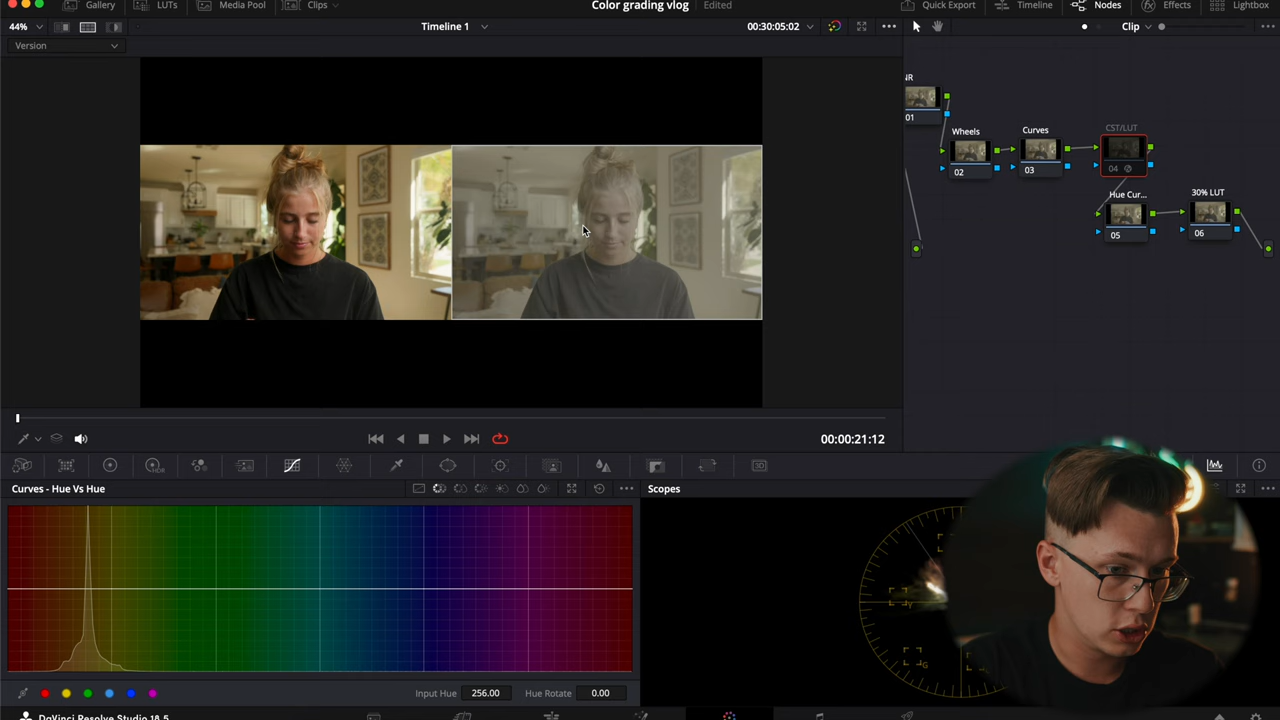 Gallery LUTs Media Pool Clips Color grading vlog Edited Quick Export Timeline Nodes Effects Lightbox
44% Timeline 1 00:30:05:02 Clip
Version
NR
01
Wheels
02
Curves
03
CST/LUT
04
Hue Cur...
05
30% LUT
06
00:00:21:12
Curves - Hue Vs Hue
Scopes
Y
G
Input Hue 256.00 Hue Rotate 0.00
DaVinci Resolve Studio 18.5